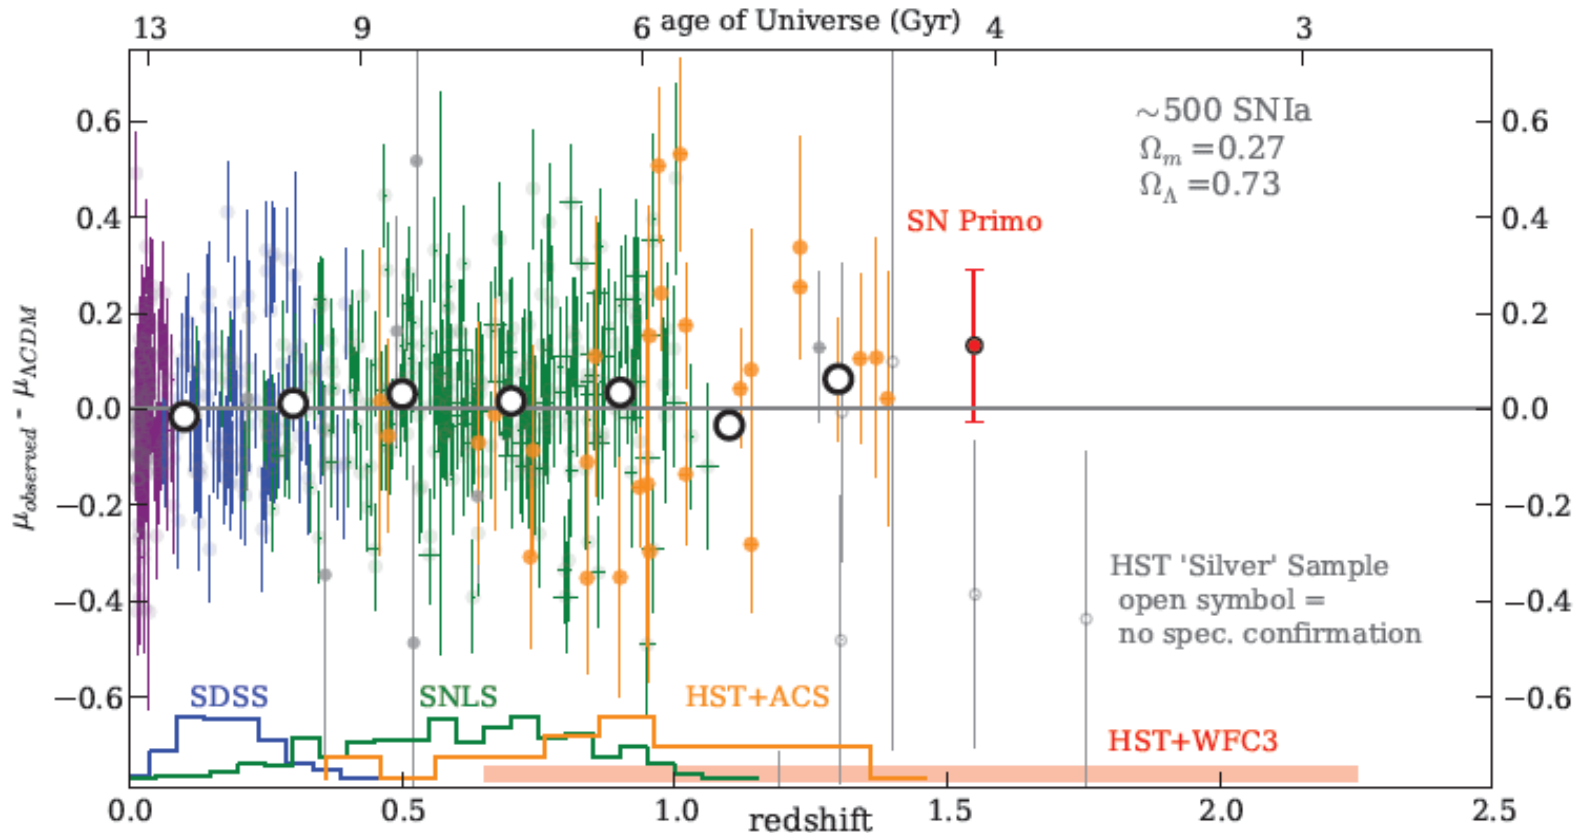 13 9 6 age of Universe (Gyr) 4 3
~500 SNIa
Ωm =0.27
ΩΛ =0.73
SN Primo
0.6 0.6
0.4 0.4
0.2 0.2
0.0 0.0
−0.2 −0.2
−0.4 −0.4
−0.6 −0.6
μobserved - μΛCDM
HST 'Silver' Sample
open symbol =
no spec. confirmation
SDSS SNLS HST+ACS
HST+WFC3
0.0 0.5 1.0 1.5 2.0 2.5
redshift